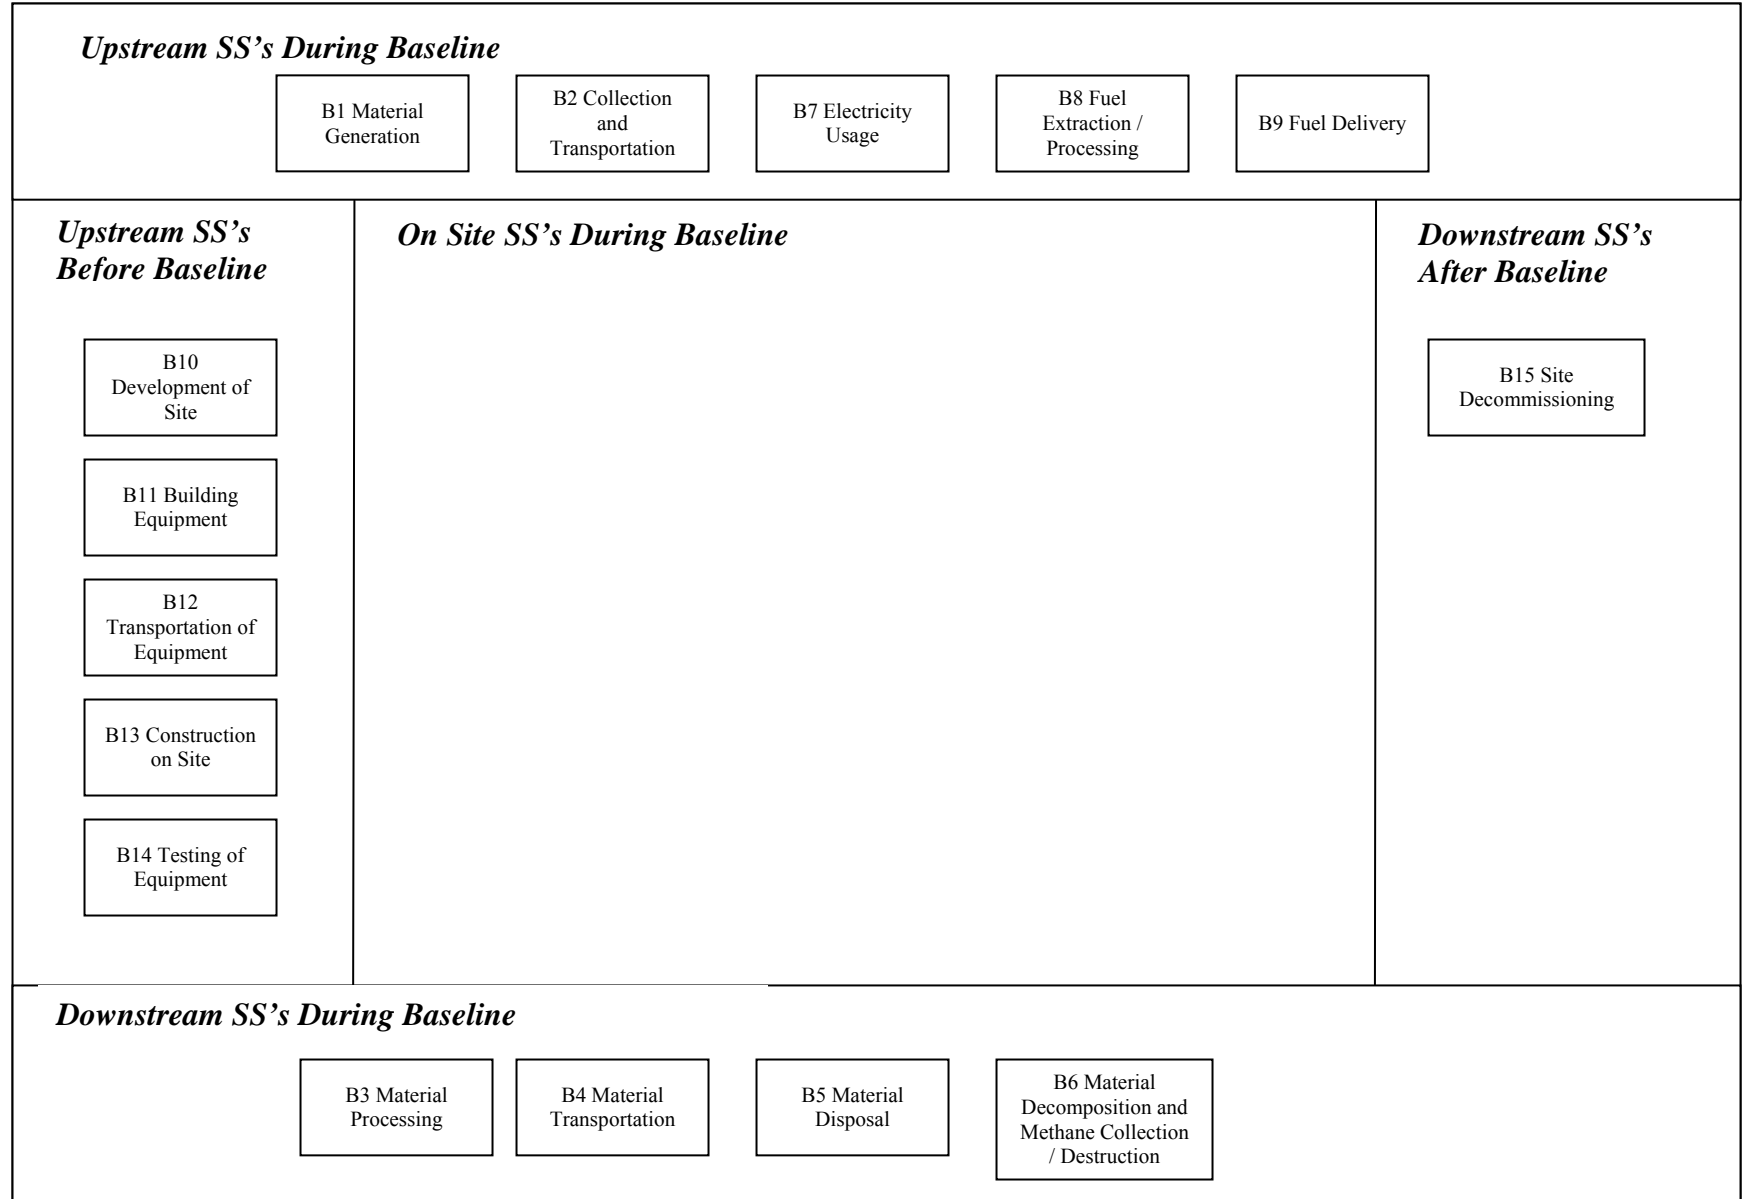 Upstream SS’s During Baseline
B1 Material
Generation
B2 Collection
and
Transportation
B7 Electricity
Usage
B8 Fuel
Extraction /
Processing
B9 Fuel Delivery
Upstream SS’s
Before Baseline
B10
Development of
Site
B11 Building
Equipment
B12
Transportation of
Equipment
B13 Construction
on Site
B14 Testing of
Equipment
On Site SS’s During Baseline
Downstream SS’s
After Baseline
B15 Site
Decommissioning
Downstream SS’s During Baseline
B3 Material
Processing
B4 Material
Transportation
B5 Material
Disposal
B6 Material
Decomposition and
Methane Collection
/ Destruction